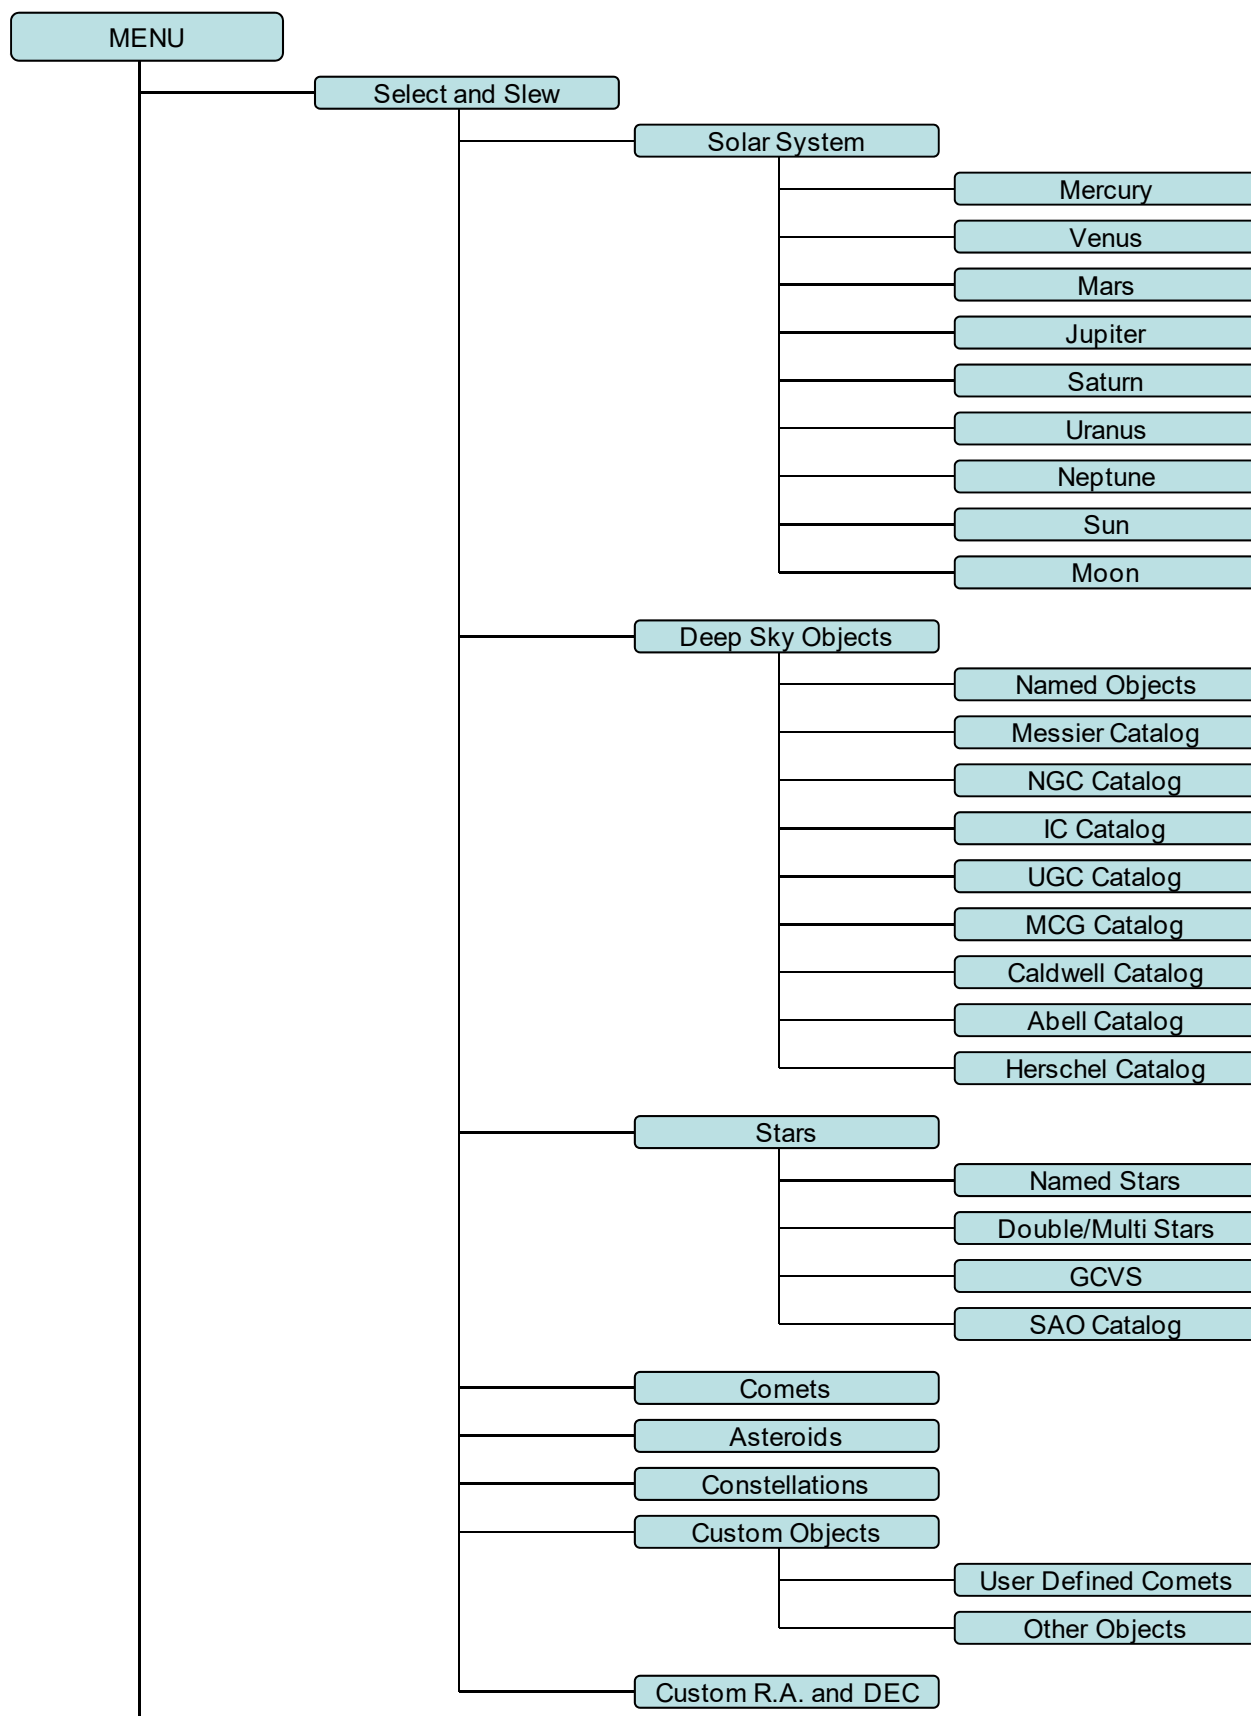 MENU
Select and Slew
Solar System
Mercury
Venus
Mars
Jupiter
Saturn
Uranus
Neptune
Sun
Moon
Deep Sky Objects
Named Objects
Messier Catalog
NGC Catalog
IC Catalog
UGC Catalog
MCG Catalog
Caldwell Catalog
Abell Catalog
Herschel Catalog
Stars
Named Stars
Double/Multi Stars
GCVS
SAO Catalog
Comets
Asteroids
Constellations
Custom Objects
User Defined Comets
Other Objects
Custom R.A. and DEC